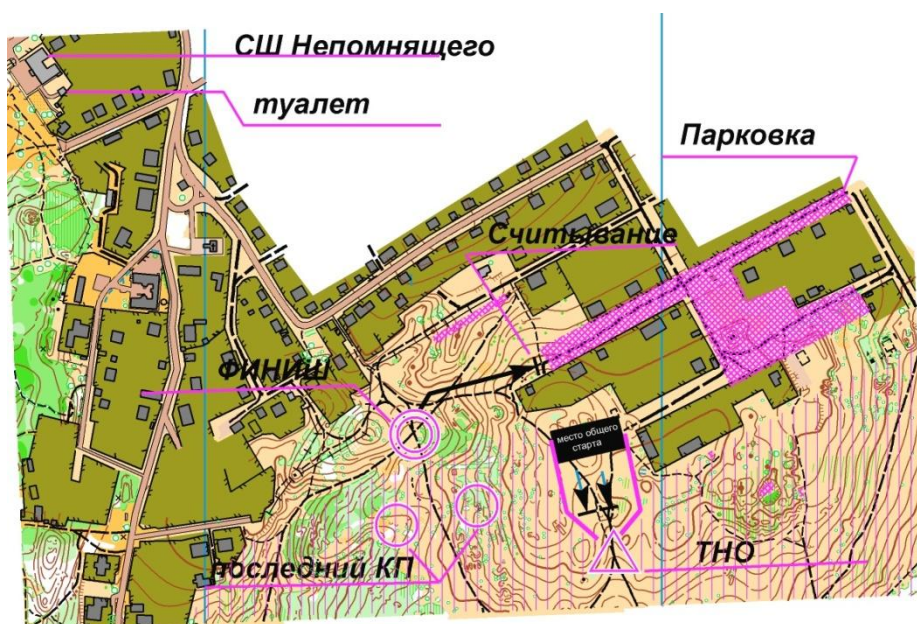 СШ Непомнящего
туалет
Парковка
Считывание
ФИНИШ
место общего
старта
последний КП
ТНО